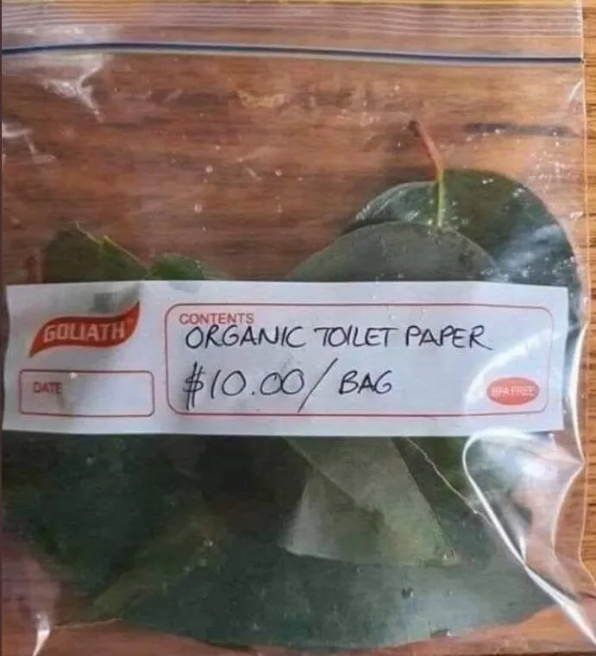 GOLIATH
CONTENTS
ORGANIC TOILET PAPER
$10.00/ BAG
DATE
BPA FREE